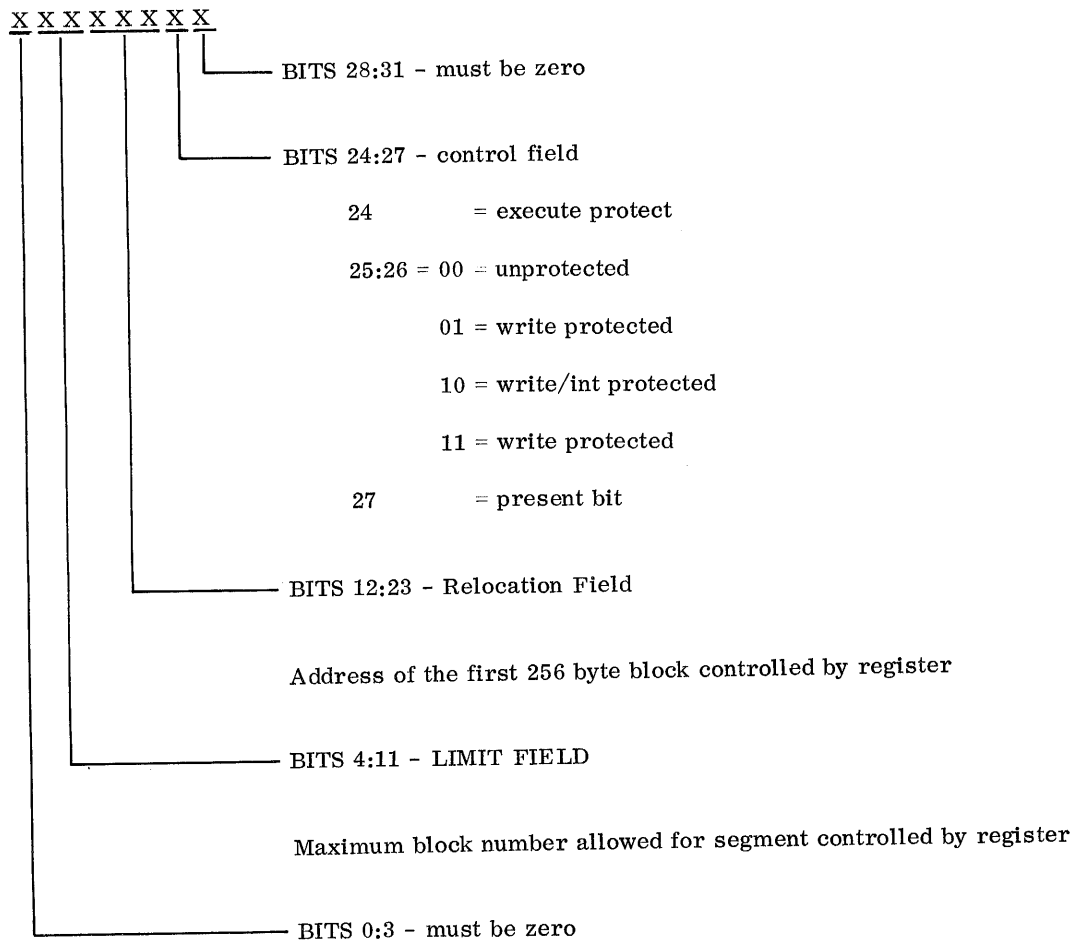 X X X X X X X X
BITS 28:31 - must be zero
BITS 24:27 - control field
24 = execute protect
25:26 = 00 = unprotected
01 = write protected
10 = write/int protected
11 = write protected
27 = present bit
BITS 12:23 - Relocation Field
Address of the first 256 byte block controlled by register
BITS 4:11 - LIMIT FIELD
Maximum block number allowed for segment controlled by register
BITS 0:3 - must be zero